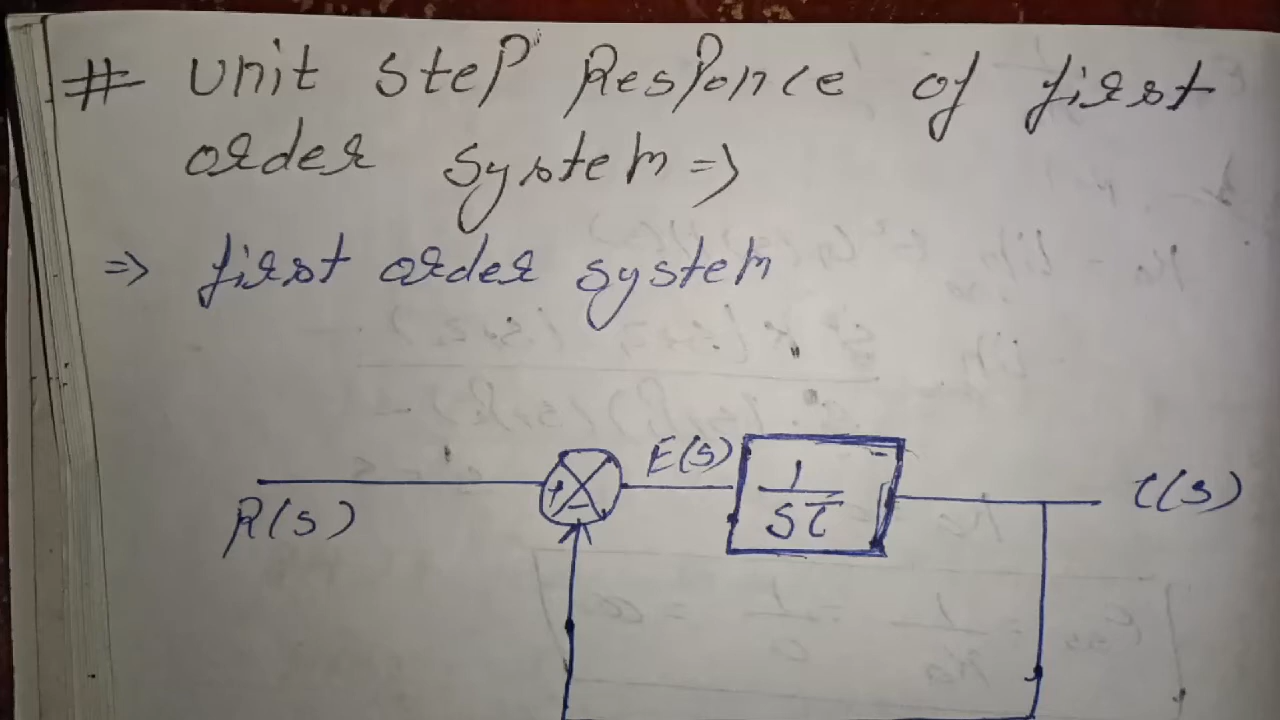 # Unit Step Responce of first
order system =>
=> first order system
E(s)
R(s)
+
-
1
sτ
C(s)